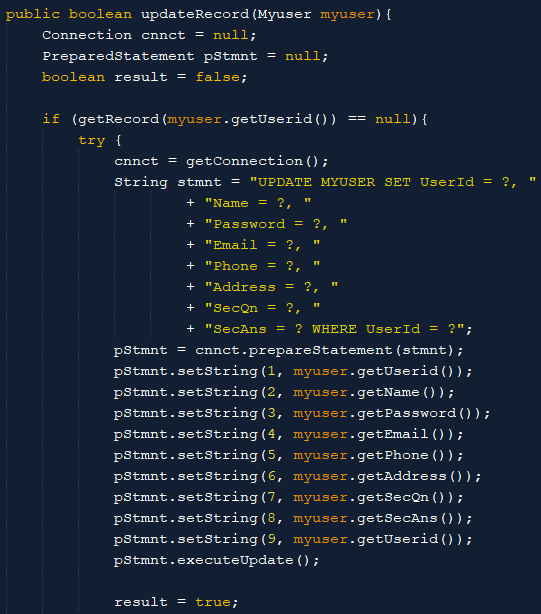 public boolean updateRecord(Myuser myuser){
    Connection cnnct = null;
    PreparedStatement pStmnt = null;
    boolean result = false;

    if (getRecord(myuser.getUserid()) == null){
        try {
            cnnct = getConnection();
            String stmnt = "UPDATE MYUSER SET UserId = ?, "
                    + "Name = ?, "
                    + "Password = ?, "
                    + "Email = ?, "
                    + "Phone = ?, "
                    + "Address = ?, "
                    + "SecQn = ?, "
                    + "SecAns = ? WHERE UserId = ?";
            pStmnt = cnnct.prepareStatement(stmnt);
            pStmnt.setString(1, myuser.getUserid());
            pStmnt.setString(2, myuser.getName());
            pStmnt.setString(3, myuser.getPassword());
            pStmnt.setString(4, myuser.getEmail());
            pStmnt.setString(5, myuser.getPhone());
            pStmnt.setString(6, myuser.getAddress());
            pStmnt.setString(7, myuser.getSecQn());
            pStmnt.setString(8, myuser.getSecAns());
            pStmnt.setString(9, myuser.getUserid());
            pStmnt.executeUpdate();

            result = true;